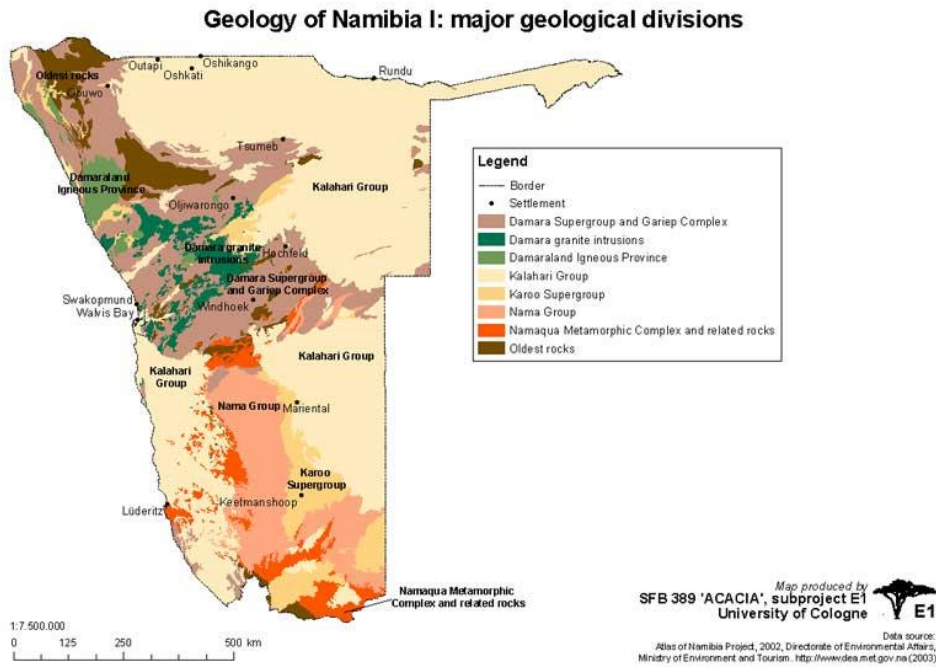 Geology of Namibia I: major geological divisions
Oshikango
Outapi
Oshkati
Rundu
Oldest rocks
Opuwo
Tsumeb
Damaraland
Igneous Province
Kalahari Group
Otjiwarongo
Damara granite
intrusions
Hochfeld
Damara Supergroup
and Gariep Complex
Swakopmund
Walvis Bay
Windhoek
Kalahari Group
Kalahari
Group
Nama Group
Mariental
Karoo
Supergroup
Keetmanshoop
Lüderitz
Namaqua Metamorphic
Complex and related rocks
Legend
Border
Settlement
Damara Supergroup and Gariep Complex
Damara granite intrusions
Damaraland Igneous Province
Kalahari Group
Karoo Supergroup
Nama Group
Namaqua Metamorphic Complex and related rocks
Oldest rocks
1:7.500.000
0 125 250 500 km
Map produced by
SFB 389 'ACACIA', subproject E1
University of Cologne
E1
Data source:
Atlas of Namibia Project, 2002, Directorate of Environmental Affairs,
Ministry of Environment and Tourism. http://www.dea.met.gov.na (2003)